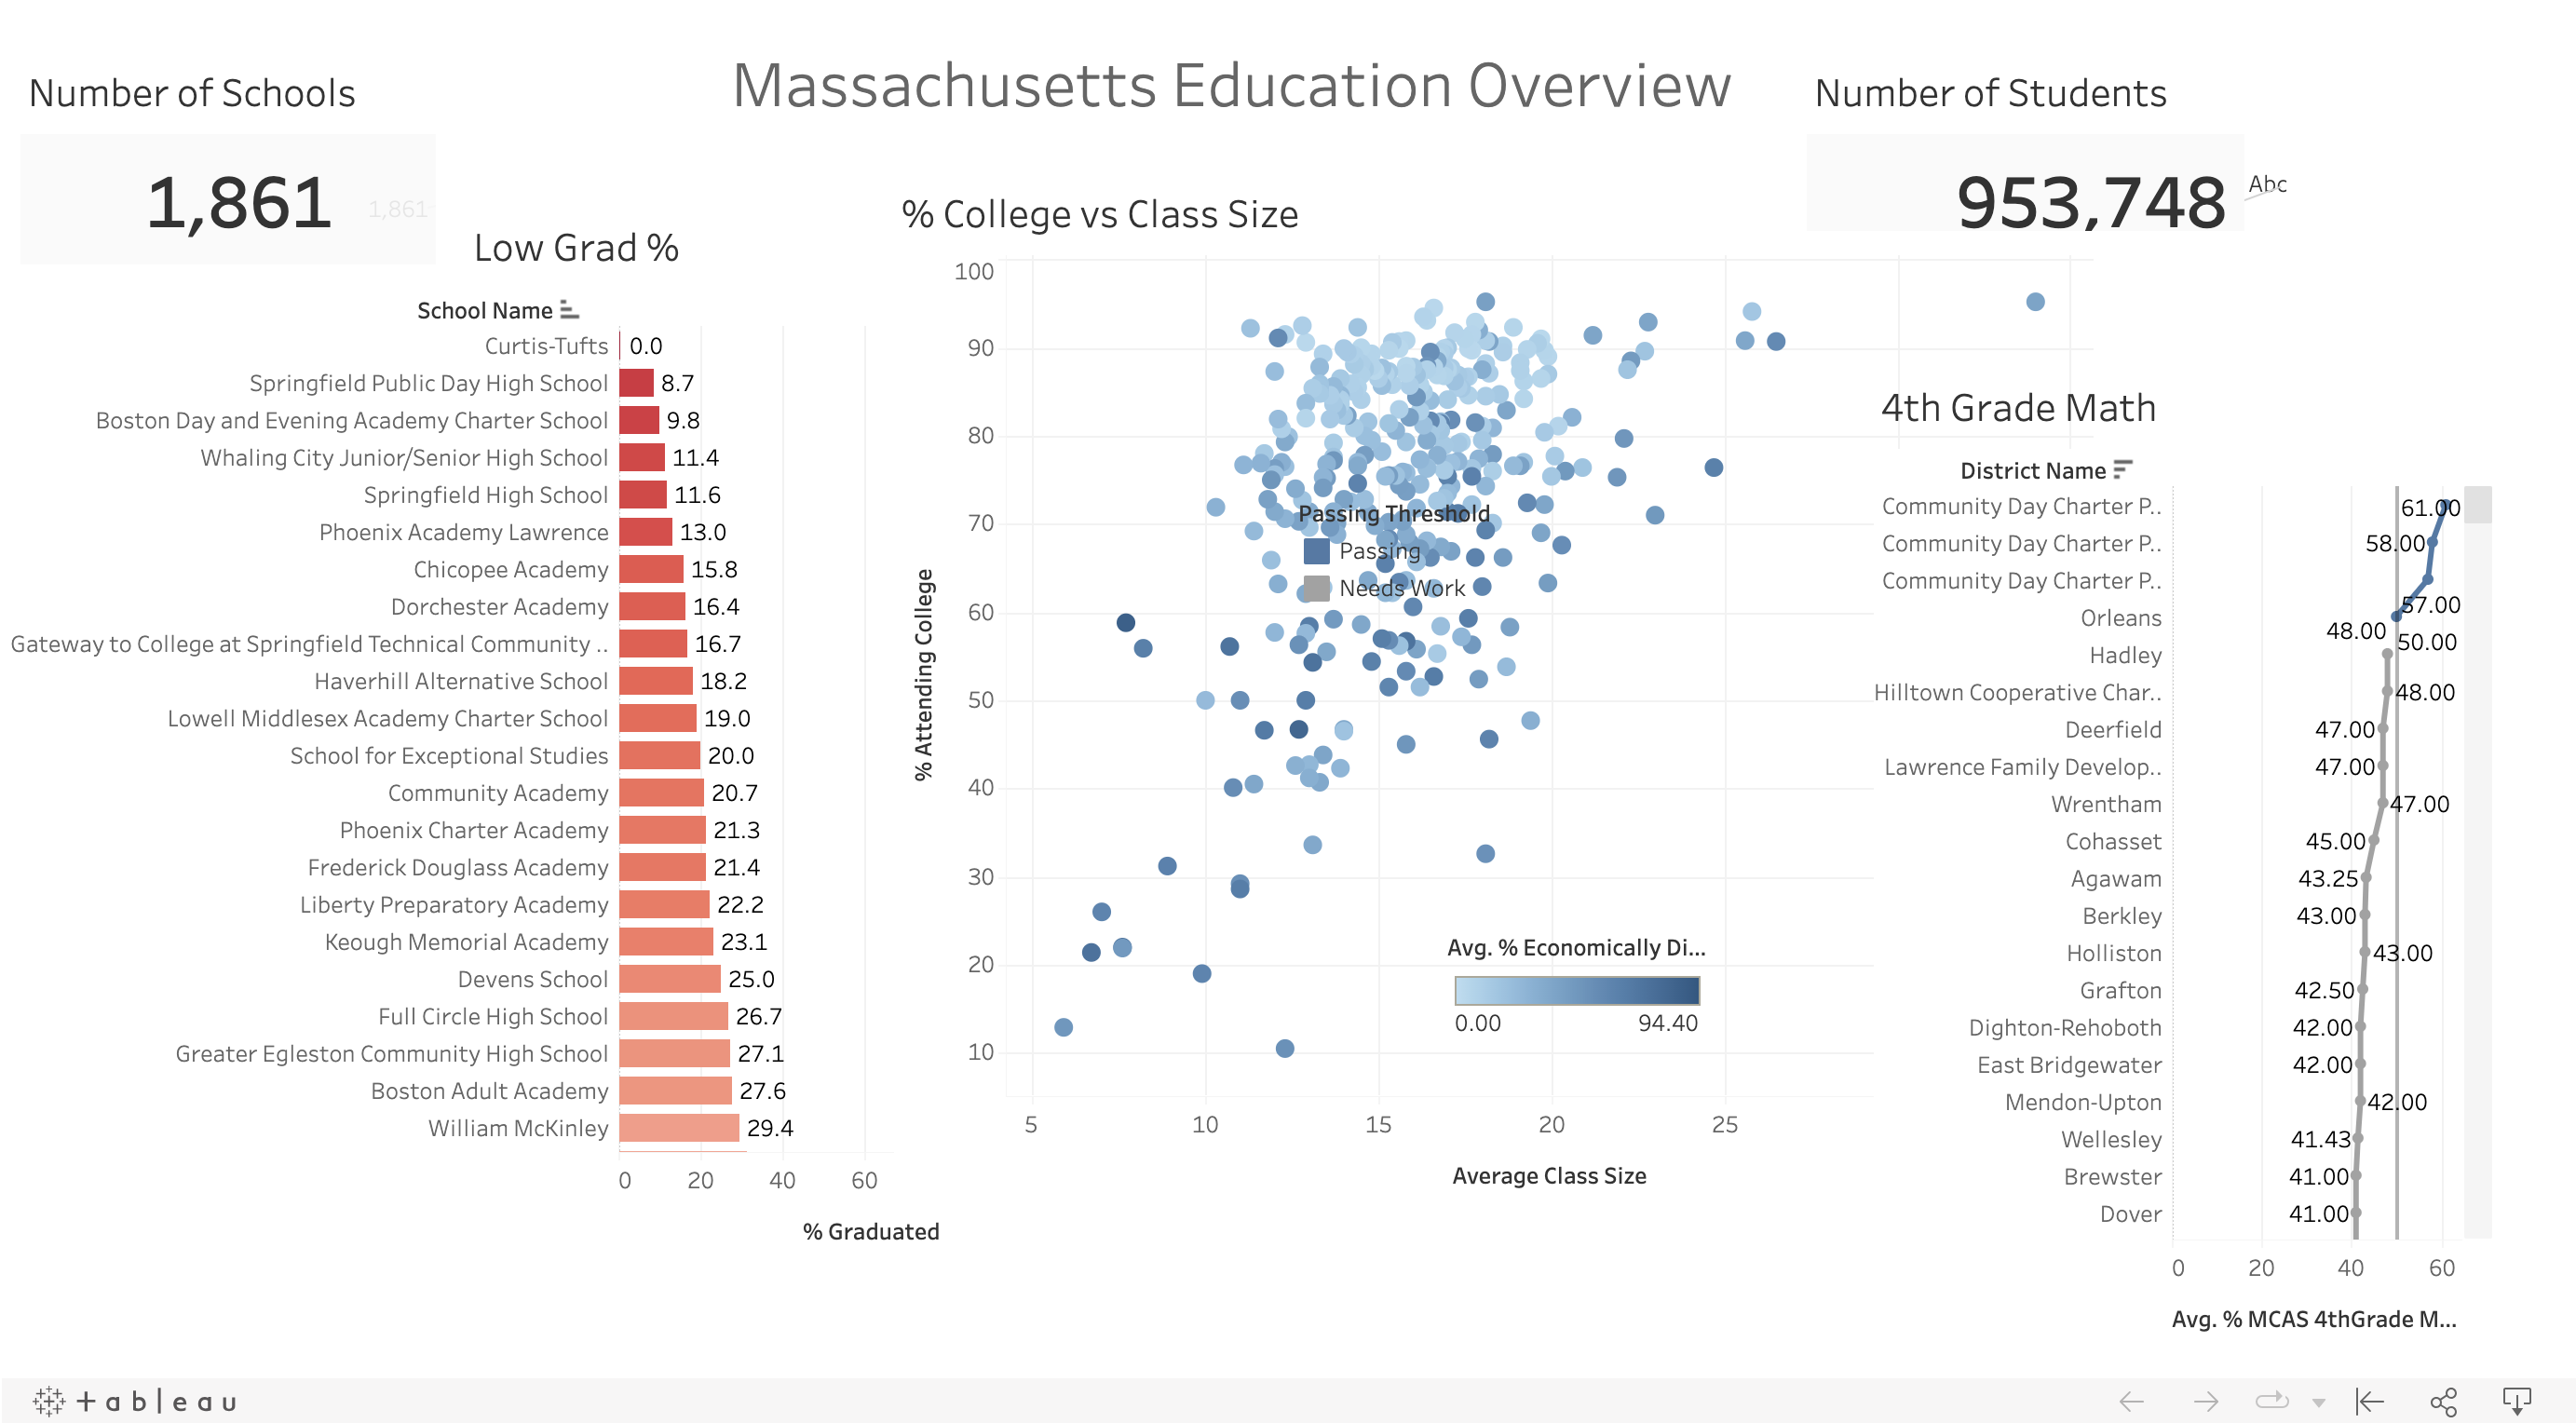 Massachusetts Education Overview
Number of Schools
1,861
1,861
Number of Students
953,748
Abc
Low Grad %
School Name
Curtis-Tufts 0.0
Springfield Public Day High School 8.7
Boston Day and Evening Academy Charter School 9.8
Whaling City Junior/Senior High School 11.4
Springfield High School 11.6
Phoenix Academy Lawrence 13.0
Chicopee Academy 15.8
Dorchester Academy 16.4
Gateway to College at Springfield Technical Community .. 16.7
Haverhill Alternative School 18.2
Lowell Middlesex Academy Charter School 19.0
School for Exceptional Studies 20.0
Community Academy 20.7
Phoenix Charter Academy 21.3
Frederick Douglass Academy 21.4
Liberty Preparatory Academy 22.2
Keough Memorial Academy 23.1
Devens School 25.0
Full Circle High School 26.7
Greater Egleston Community High School 27.1
Boston Adult Academy 27.6
William McKinley 29.4
0 20 40 60
% Graduated
% College vs Class Size
% Attending College
100
90
80
70
60
50
40
30
20
10
Passing Threshold
Passing
Needs Work
Avg. % Economically Di...
0.00 94.40
5 10 15 20 25
Average Class Size
4th Grade Math
District Name
Community Day Charter P.. 61.00
Community Day Charter P.. 58.00
Community Day Charter P.. 57.00
Orleans 50.00
Hadley 48.00
Hilltown Cooperative Char.. 48.00
Deerfield 47.00
Lawrence Family Develop.. 47.00
Wrentham 47.00
Cohasset 45.00
Agawam 43.25
Berkley 43.00
Holliston 43.00
Grafton 42.50
Dighton-Rehoboth 42.00
East Bridgewater 42.00
Mendon-Upton 42.00
Wellesley 41.43
Brewster 41.00
Dover 41.00
0 20 40 60
Avg. % MCAS 4thGrade M...
+ableau